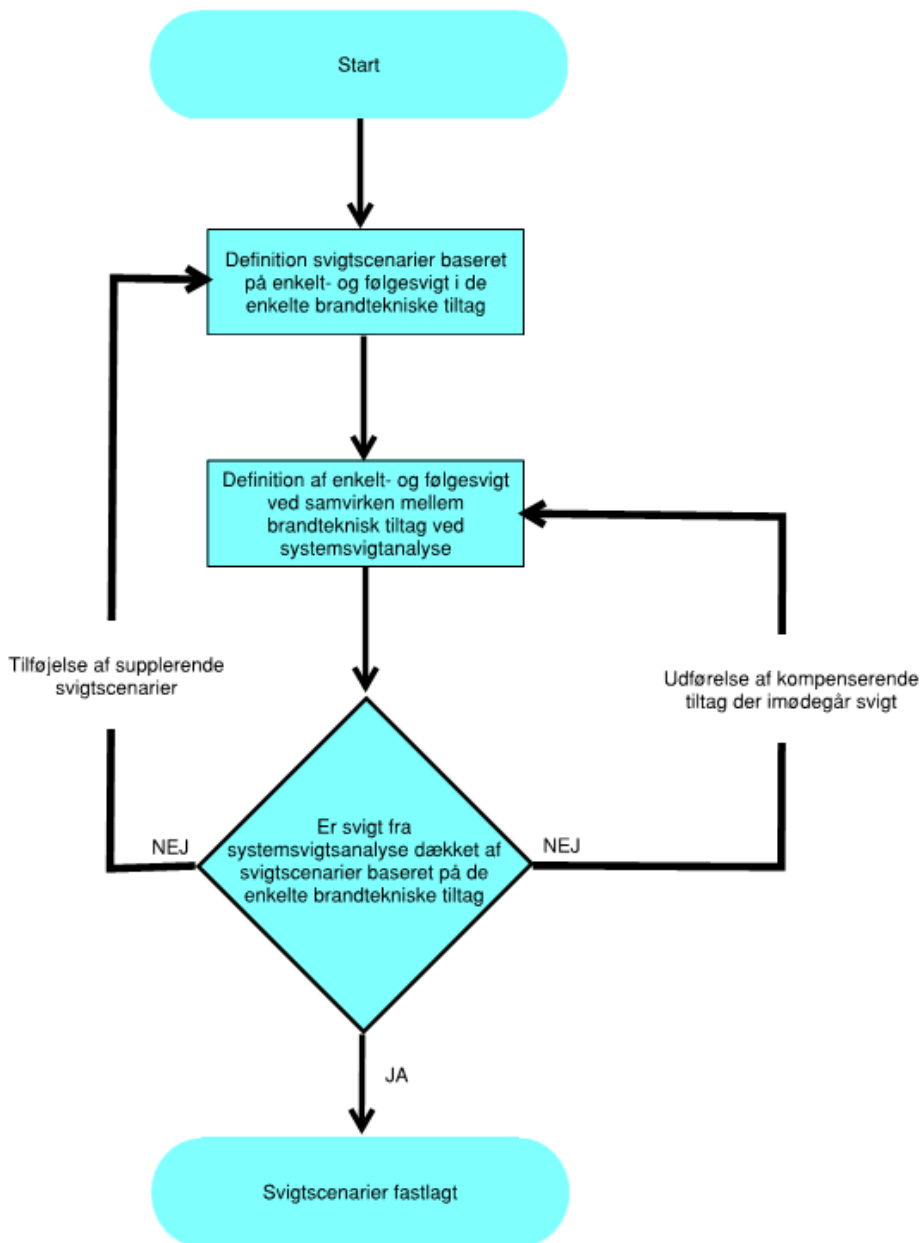 Start
Definition svigtscenarier baseret
på enkelt- og følgesvigt i de
enkelte brandtekniske tiltag
Definition af enkelt- og følgesvigt
ved samvirken mellem
brandteknisk tiltag ved
systemsvigtanalyse
Tilføjelse af supplerende
svigtscenarier
Udførelse af kompenserende
tiltag der imødegår svigt
Er svigt fra
systemsvigtsanalyse dækket af
svigtscenarier baseret på de
enkelte brandtekniske tiltag
NEJ
NEJ
JA
Svigtscenarier fastlagt